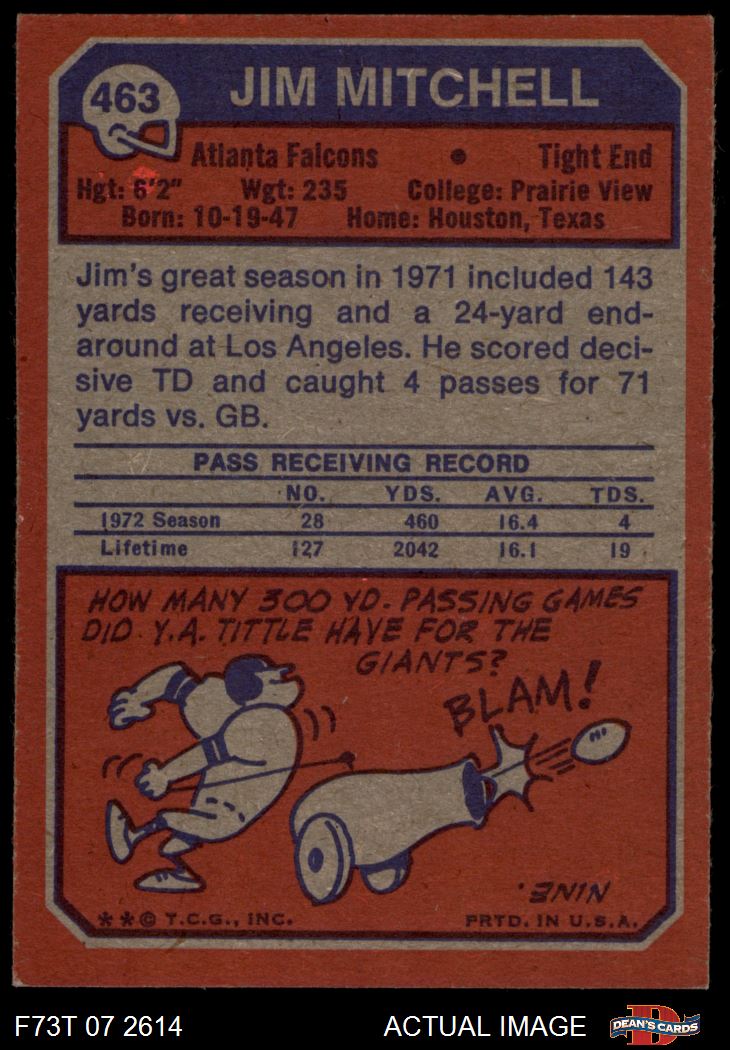 463
JIM MITCHELL
Atlanta Falcons • Tight End
Hgt: 6'2" Wgt: 235 College: Prairie View
Born: 10-19-47 Home: Houston, Texas
Jim's great season in 1971 included 143
yards receiving and a 24-yard end-
around at Los Angeles. He scored deci-
sive TD and caught 4 passes for 71
yards vs. GB.
PASS RECEIVING RECORD
NO. YDS. AVG. TDS.
1972 Season 28 460 16.4 4
Lifetime 127 2042 16.1 19
HOW MANY 300 YD. PASSING GAMES
DID Y.A. TITTLE HAVE FOR THE
GIANTS?
BLAM!
NINE.
**© T.C.G., INC. PRTD. IN U.S.A.
F73T 07 2614 ACTUAL IMAGE
DEAN'S CARDS